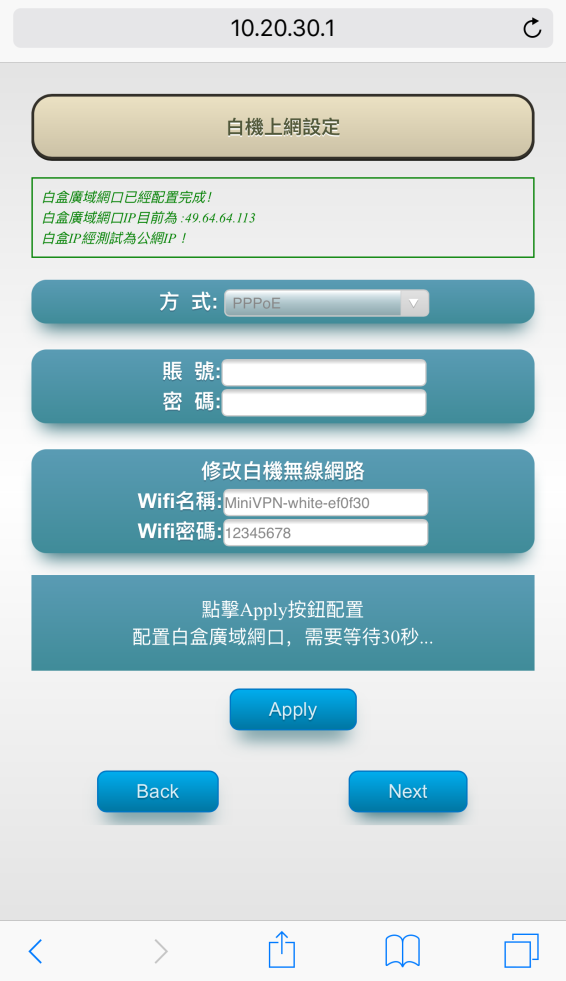 10.20.30.1
白機上網設定
白盒廣域網口已經配置完成!
白盒廣域網口IP目前為 :49.64.64.113
白盒IP經測試為公網IP！
方 式: PPPoE
賬 號:
密 碼:
修改白機無線網路
Wifi名稱:MiniVPN-white-ef0f30
Wifi密碼:12345678
點擊Apply按鈕配置
配置白盒廣域網口，需要等待30秒...
Apply
Back Next